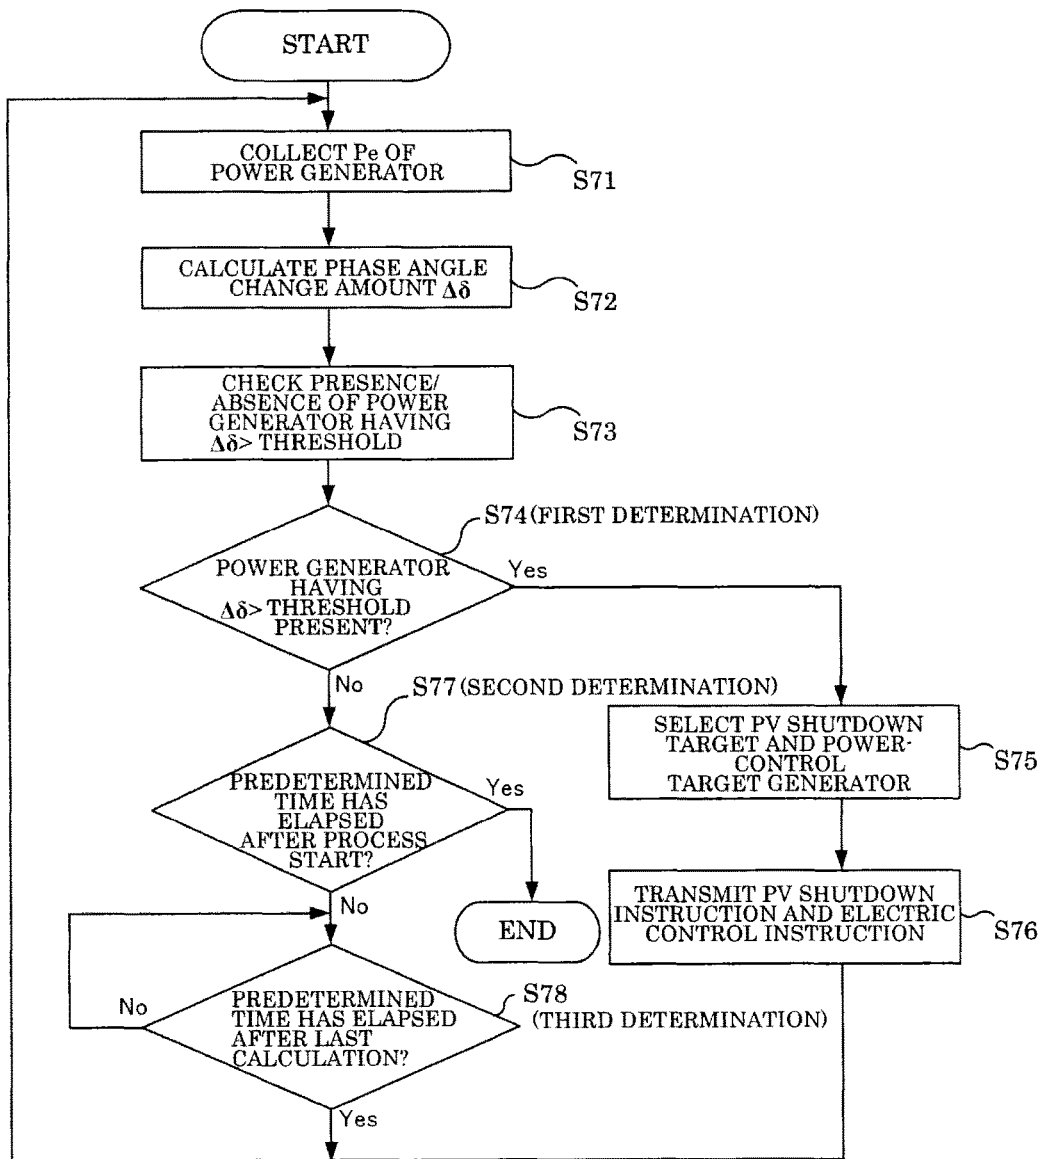 START
COLLECT Pe OF
POWER GENERATOR
S71
CALCULATE PHASE ANGLE
CHANGE AMOUNT Δδ
S72
CHECK PRESENCE/
ABSENCE OF POWER
GENERATOR HAVING
Δδ> THRESHOLD
S73
S74 (FIRST DETERMINATION)
POWER GENERATOR
HAVING
Δδ> THRESHOLD
PRESENT?
Yes
No
S77 (SECOND DETERMINATION)
PREDETERMINED
TIME HAS
ELAPSED
AFTER PROCESS
START?
Yes
No
SELECT PV SHUTDOWN
TARGET AND POWER-
CONTROL
TARGET GENERATOR
S75
TRANSMIT PV SHUTDOWN
INSTRUCTION AND ELECTRIC
CONTROL INSTRUCTION
S76
END
S78
(THIRD DETERMINATION)
PREDETERMINED
TIME HAS ELAPSED
AFTER LAST
CALCULATION?
No
Yes